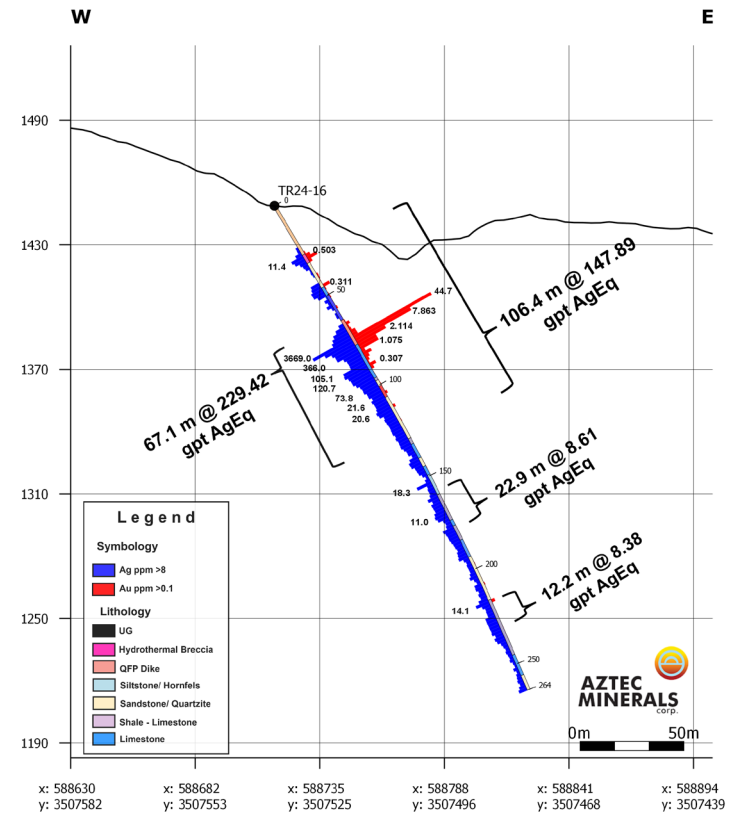 W
E
1490
1430
1370
1310
1250
1190
TR24-16
0
50
100
150
200
250
264
0.503
11.4
0.311
44.7
7.863
2.114
1.075
0.307
3669.0
366.0
105.1
120.7
73.8
21.6
20.6
18.3
11.0
14.1
106.4 m @ 147.89
gpt AgEq
67.1 m @ 229.42
gpt AgEq
22.9 m @ 8.61
gpt AgEq
12.2 m @ 8.38
gpt AgEq
Legend
Symbology
Ag ppm >8
Au ppm >0.1
Lithology
UG
Hydrothermal Breccia
QFP Dike
Siltstone/ Hornfels
Sandstone/ Quartzite
Shale - Limestone
Limestone
AZTEC
MINERALS
corp.
0m 50m
x: 588630 x: 588682 x: 588735 x: 588788 x: 588841 x: 588894
y: 3507582 y: 3507553 y: 3507525 y: 3507496 y: 3507468 y: 3507439